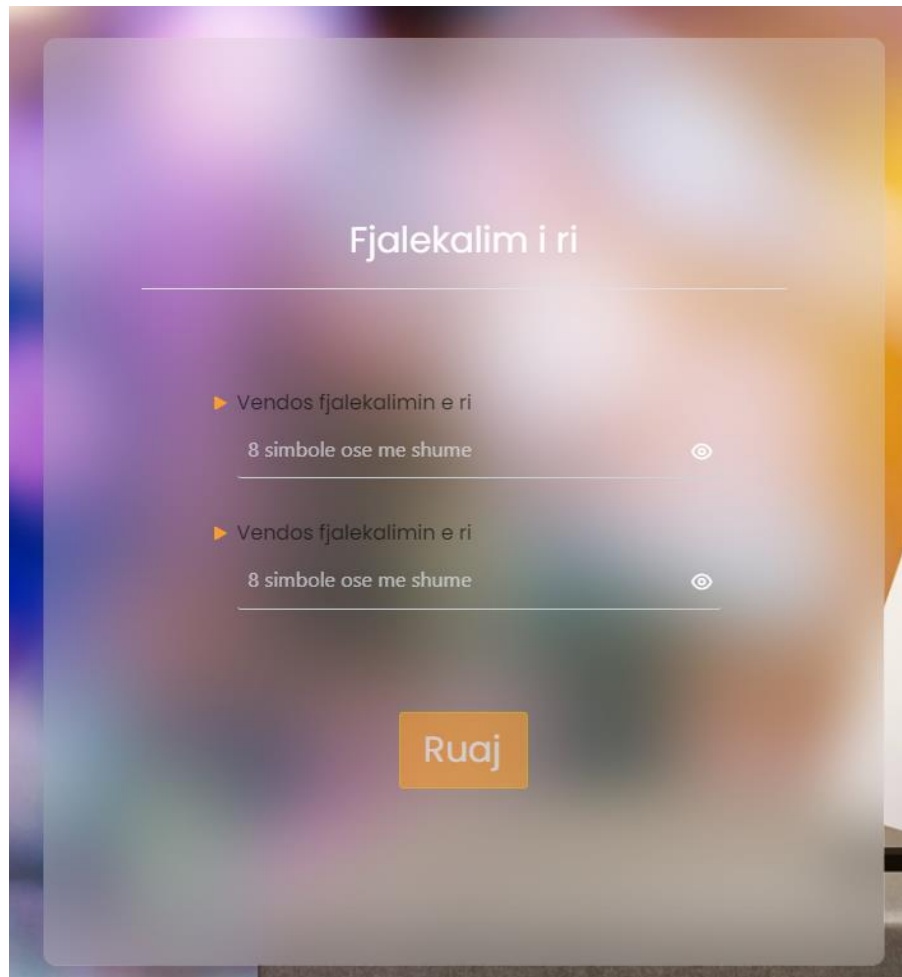 Fjalekalim i ri
Vendos fjalekalimin e ri
8 simbole ose me shume
Vendos fjalekalimin e ri
8 simbole ose me shume
Ruaj